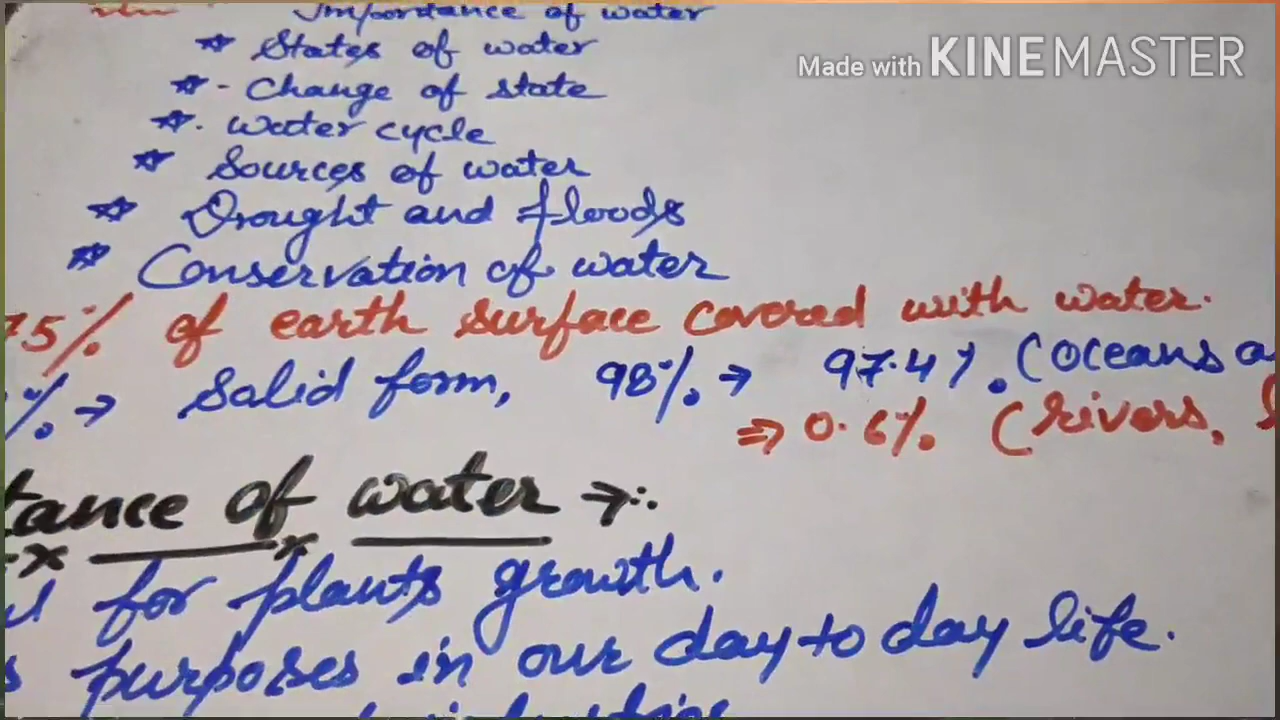 Importance of water
Made with KINEMASTER
☆ States of water
☆ - Change of state
☆. Water cycle
☆ Sources of water
☆ Drought and floods
☆ Conservation of water
75% of earth surface covered with water.
%. → Solid form, 98%. → 97.4%. (Oceans
⇒ 0.6%. (rivers,
tance of water →:.
for plants growth.
purposes in our day to day life.